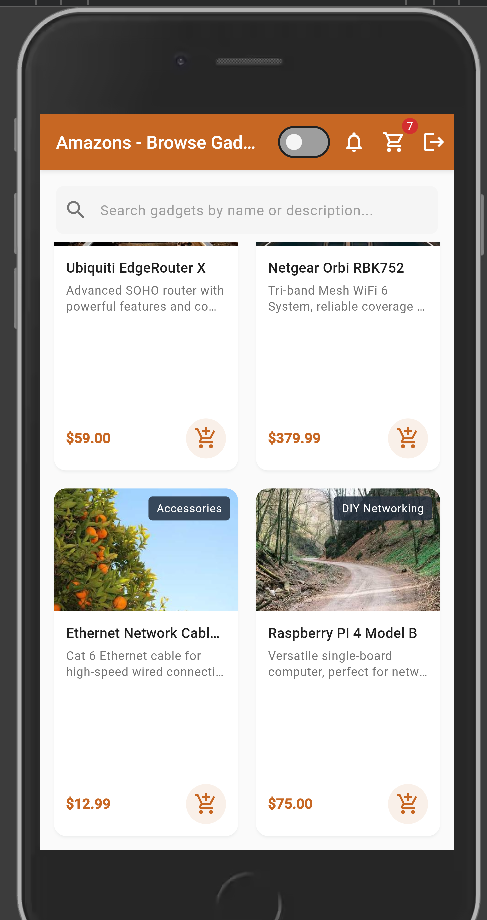 Amazons - Browse Gad...
7
Search gadgets by name or description...
Ubiquiti EdgeRouter X
Advanced SOHO router with
powerful features and co...
$59.00
Netgear Orbi RBK752
Tri-band Mesh WiFi 6
System, reliable coverage ...
$379.99
Accessories
Ethernet Network Cabl...
Cat 6 Ethernet cable for
high-speed wired connecti...
$12.99
DIY Networking
Raspberry Pi 4 Model B
Versatile single-board
computer, perfect for netw...
$75.00